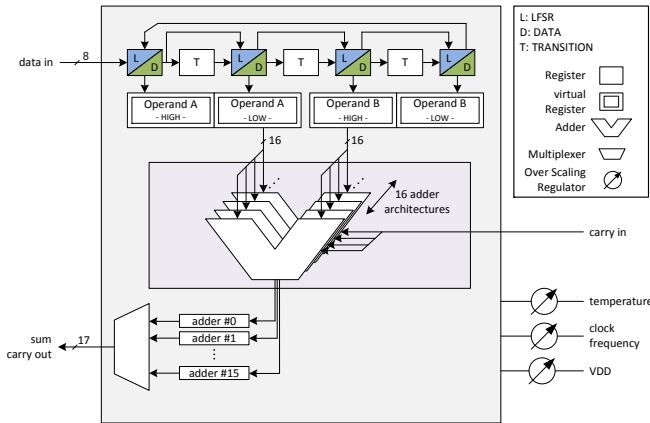 L: LFSR
D: DATA
T: TRANSITION
data in
8
L
D
T
L
D
T
L
D
T
L
D
Register
virtual
Register
Adder
Multiplexer
Over Scaling
Regulator
Operand A
- HIGH -
Operand A
- LOW -
Operand B
- HIGH -
Operand B
- LOW -
16
16
16 adder
architectures
carry in
temperature
clock
frequency
VDD
adder #0
adder #1
adder #15
sum
carry out
17